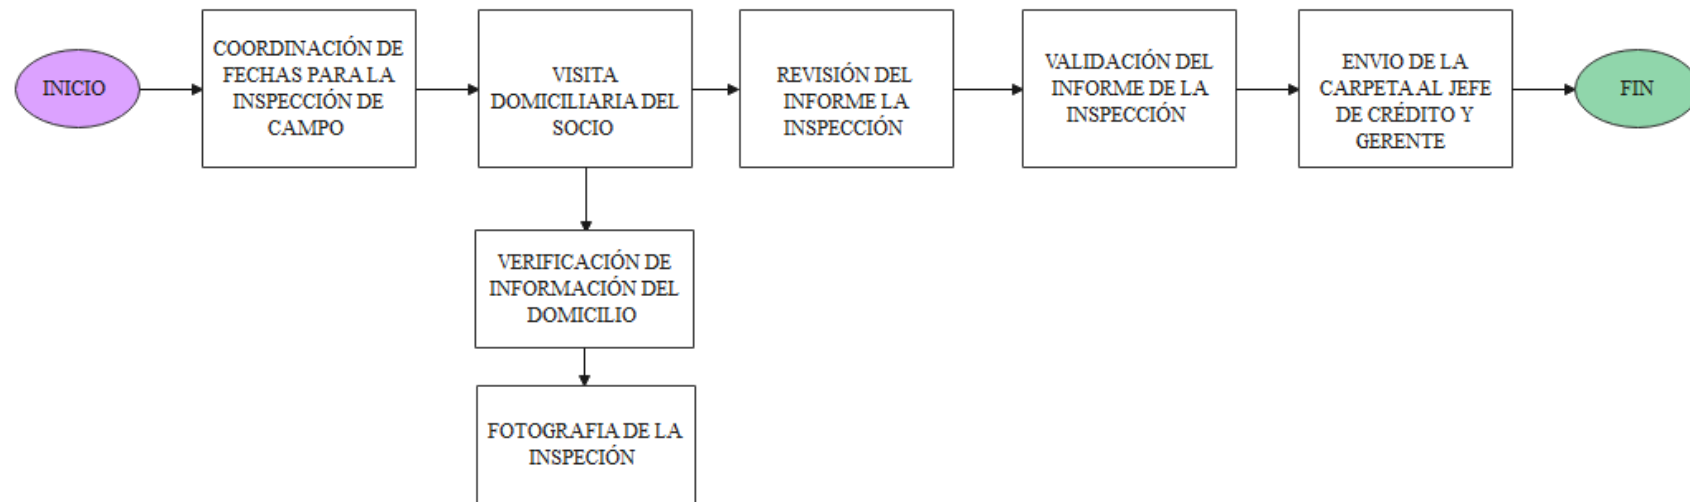 INICIO
COORDINACIÓN DE
FECHAS PARA LA
INSPECCIÓN DE
CAMPO
VISITA
DOMICILIARIA DEL
SOCIO
REVISIÓN DEL
INFORME LA
INSPECCIÓN
VALIDACIÓN DEL
INFORME DE LA
INSPECCIÓN
ENVIO DE LA
CARPETA AL JEFE
DE CRÉDITO Y
GERENTE
FIN
VERIFICACIÓN DE
INFORMACIÓN DEL
DOMICILIO
FOTOGRAFIA DE LA
INSPECIÓN